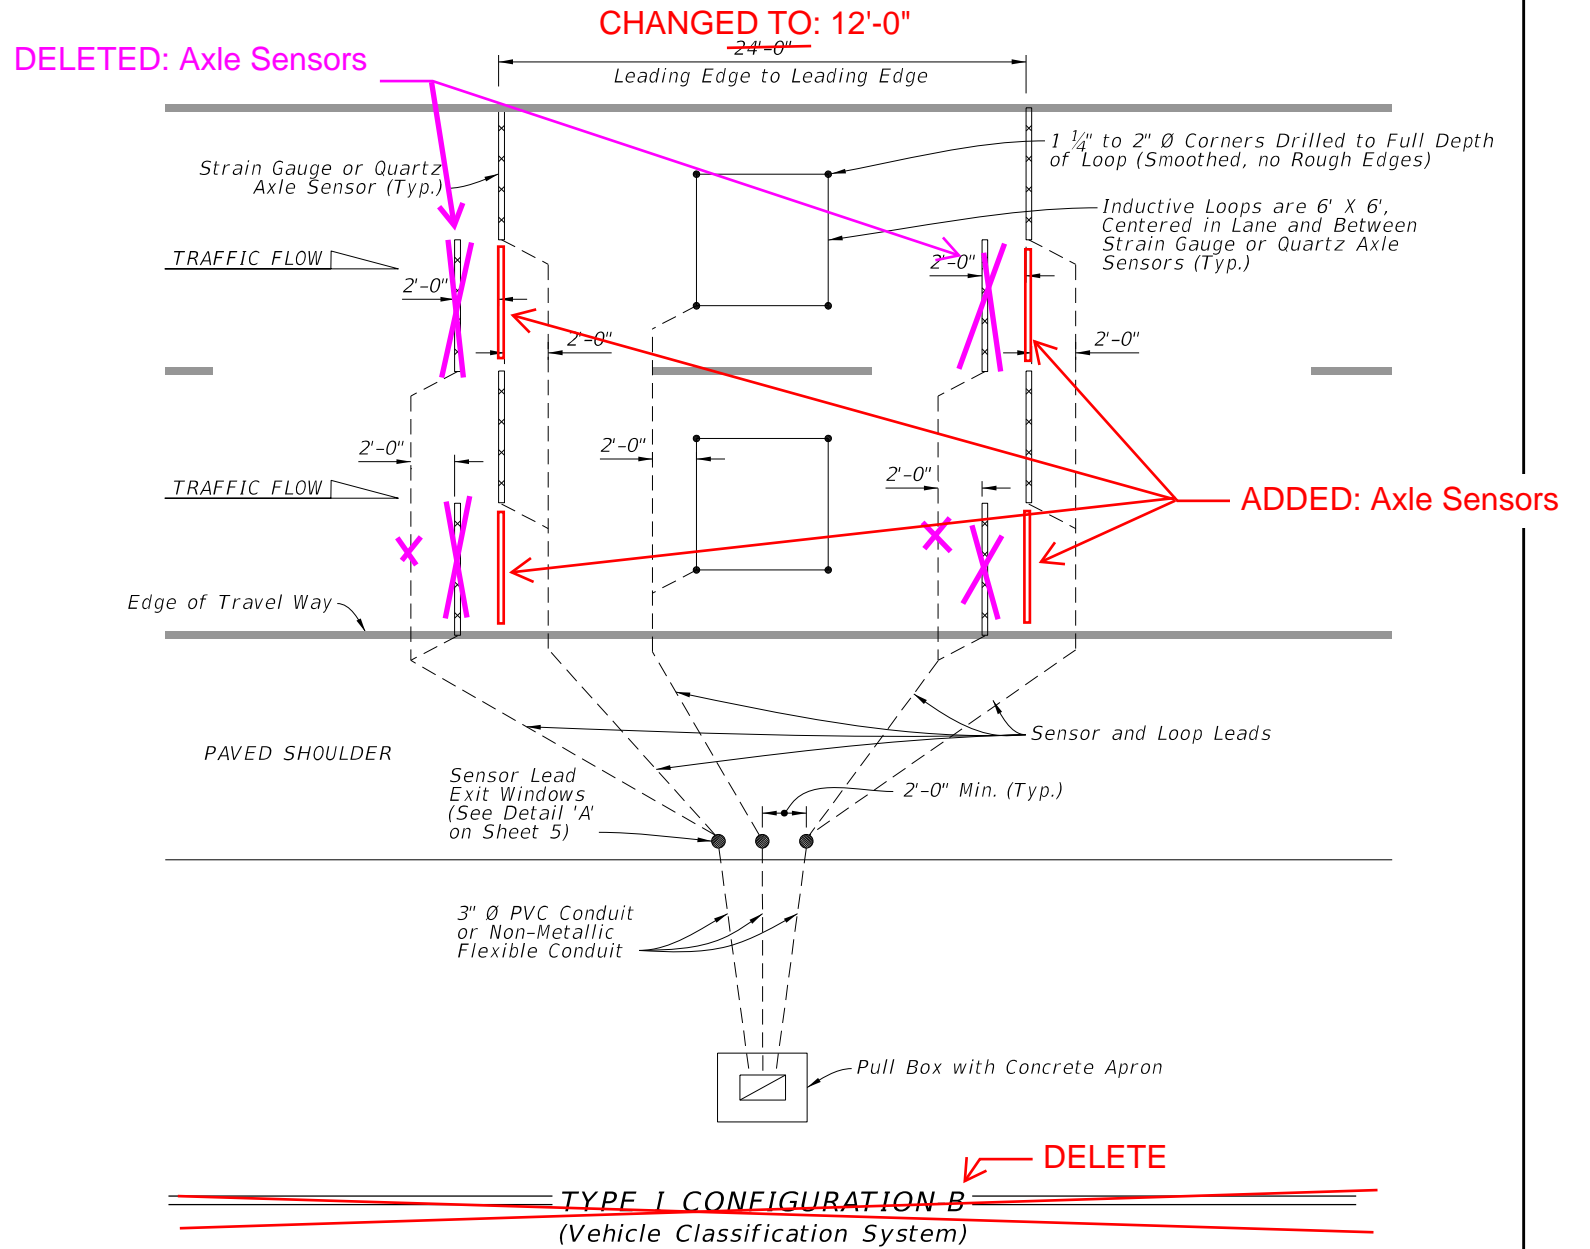 CHANGED TO: 12'-0"
24'-0"
DELETED: Axle Sensors
Leading Edge to Leading Edge
1 ¼" to 2" Ø Corners Drilled to Full Depth
of Loop (Smoothed, no Rough Edges)
Strain Gauge or Quartz
Axle Sensor (Typ.)
Inductive Loops are 6' X 6',
Centered in Lane and Between
Strain Gauge or Quartz Axle
Sensors (Typ.)
TRAFFIC FLOW
2'-0"
2'-0"
2'-0"
2'-0"
2'-0"
2'-0"
2'-0"
TRAFFIC FLOW
ADDED: Axle Sensors
Edge of Travel Way
Sensor and Loop Leads
PAVED SHOULDER
Sensor Lead
Exit Windows
(See Detail 'A'
on Sheet 5)
2'-0" Min. (Typ.)
3" Ø PVC Conduit
or Non-Metallic
Flexible Conduit
Pull Box with Concrete Apron
DELETE
TYPE I CONFIGURATION B
(Vehicle Classification System)